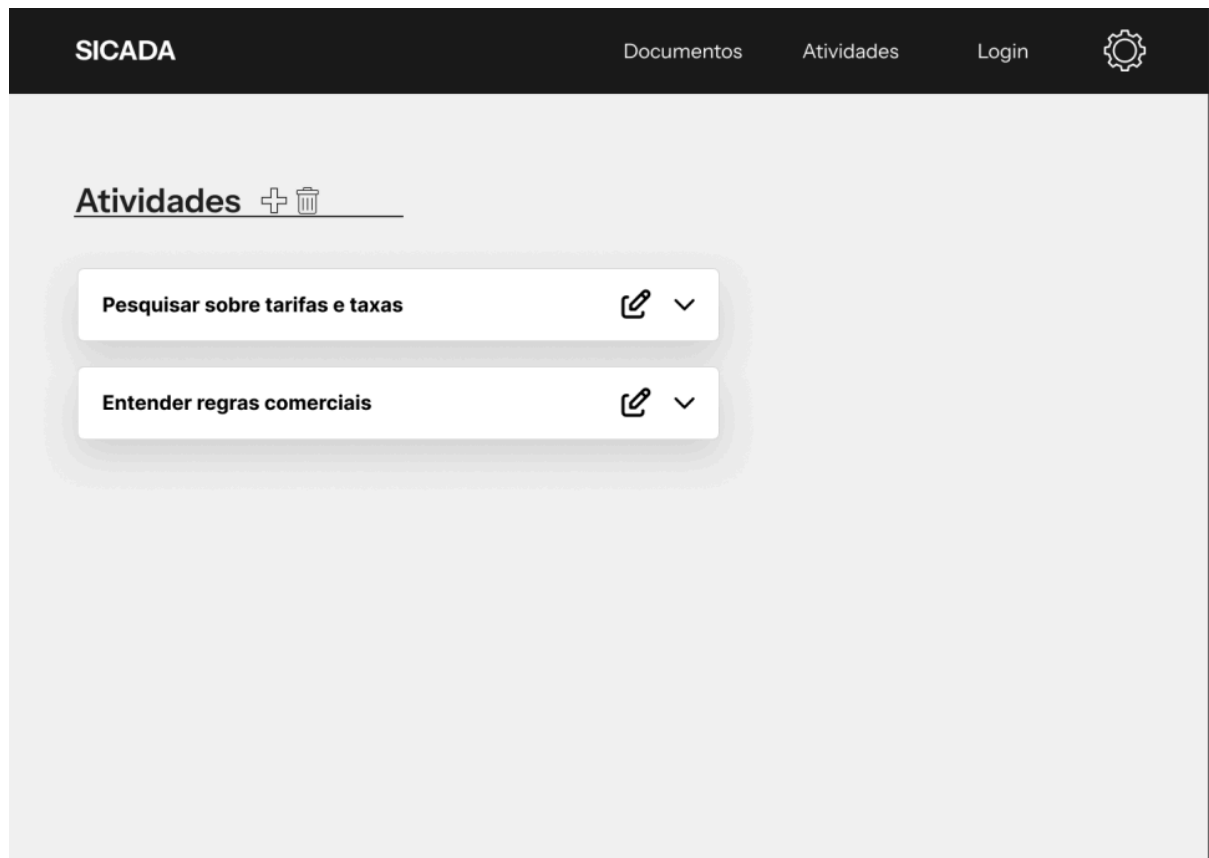 SICADA Documentos Atividades Login
Atividades
Pesquisar sobre tarifas e taxas
Entender regras comerciais